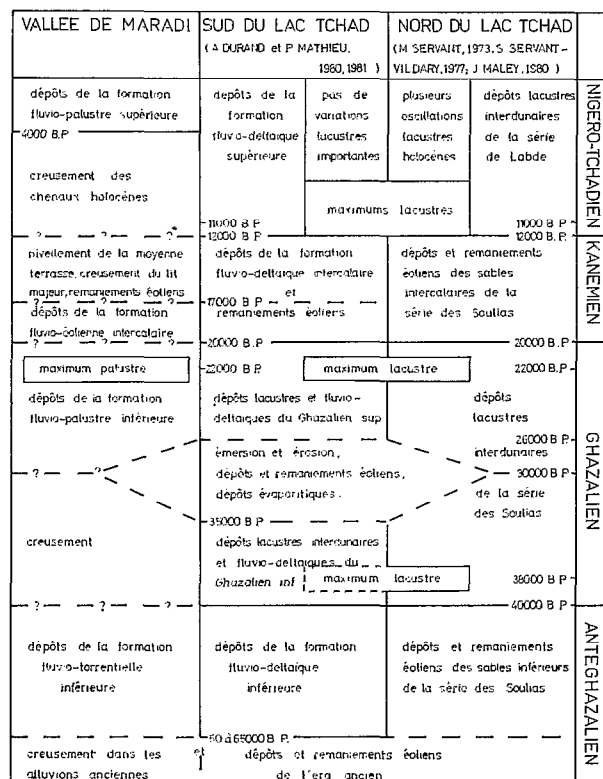 VALLEE DE MARADI
SUD DU LAC TCHAD
( A DURAND et P MATHIEU,
1980, 1981 )
NORD DU LAC TCHAD
( M SERVANT, 1973, S SERVANT-
VILDARY, 1977; J MALEY, 1980 )
dépôts de la formation
fluvio-palustre supérieure
4000 B.P.
creusement des
chenaux holocènes
dépôts de la
formation
fluvio-deltaïque
supérieure
pas de
variations
lacustres
importantes
plusieurs
oscillations
lacustres
holocènes
dépôts lacustres
interdunaires
de la série
de Labde
maximums lacustres
11000 B P.
11000 B P.
NIGERO-TCHADIEN
? ? ?
12000 B P.
12000 B.P.
nivellement de la moyenne
terrasse, creusement du lit
majeur, remaniements éoliens
? ? ?
dépôts de la formation
fluvio-éolienne intercalaire
dépôts de la formation
fluvio-deltaïque intercalaire
et
17000 B P.
remaniements éoliens
dépôts et remaniements
éoliens des sables
intercalaires de la
série des Soulias
KANEMIEN
? ? ?
20000 B P.
20000 B P.
maximum palustre
22000 B P.
maximum lacustre
22000 B P.
dépôts de la formation
fluvio-palustre inférieure
dépôts lacustres et fluvio-
deltaïques du Ghazalien sup
dépôts
lacustres
26000 B P.
? ?
émersion et érosion,
dépôts et remaniements éoliens,
dépôts évaporitiques.
interdunaires
30000 B P.
de la série
des Soulias
35000 B P.
creusement
dépôts lacustres interdunaires
et fluvio-deltaïques du
Ghazalien inf
maximum lacustre
38000 B P.
GHAZALIEN
? ? ?
40000 B P.
dépôts de la formation
fluvio-torrentielle
inférieure
dépôts de la formation
fluvio-deltaïque
inférieure
dépôts et remaniements
éoliens des sables inférieurs
de la série des Soulias
50 à 65000 B P.
creusement dans les
alluvions anciennes
et
dépôts et remaniements éoliens
de l'erg ancien
ANTEGHAZALIEN